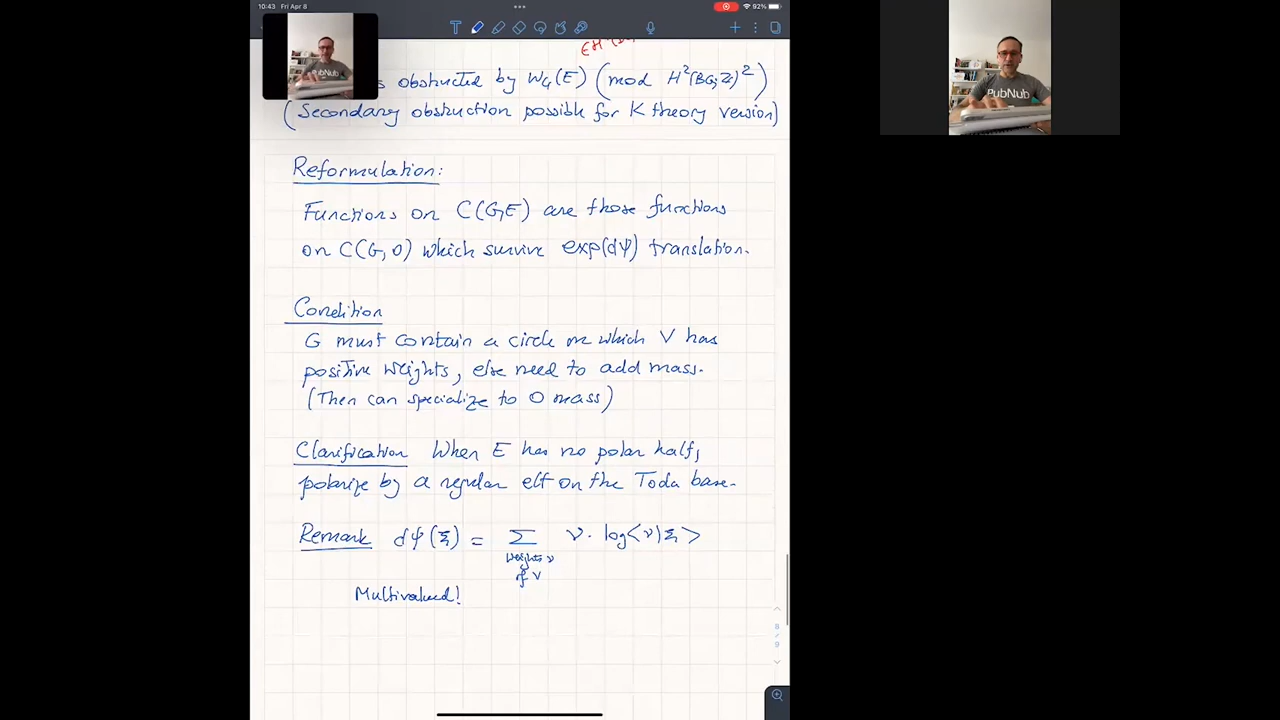 10:43 Fri Apr 8
92%
obstructed by W4(E) (mod H²(BG;Z)²)
(Secondary obstruction possible for K theory version)
Reformulation:
Functions on C(G,E) are those functions
on C(G,0) which survive exp(dψ) translation.
Condition
G must contain a circle on which V has
positive weights, else need to add mass.
(Then can specialize to 0 mass)
Clarification When E has no polar half,
polarize by a regular elt on the Toda base.
Remark dψ(ξ) = Σ ν · log<ν|ξ>
Weights ν
of V
Multivalued!
8
/
9
PubNub
PubNub